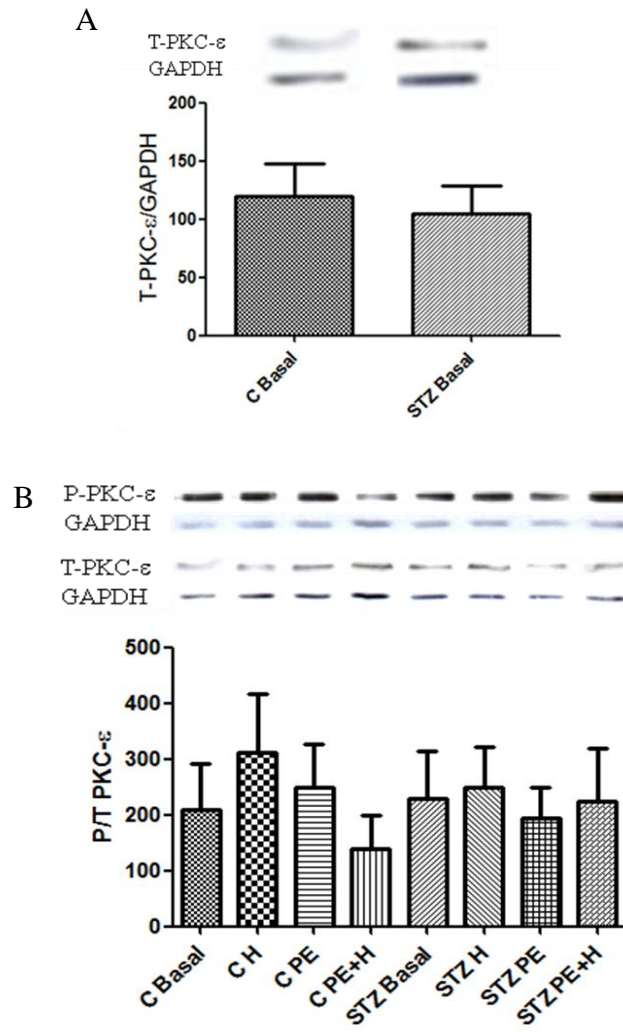 A
T-PKC-ε
GAPDH
T-PKC-ε/GAPDH
200
150
100
50
0
C Basal
STZ Basal
B
P-PKC-ε
GAPDH
T-PKC-ε
GAPDH
P/T PKC-ε
500
400
300
200
100
0
C Basal
C H
C PE
C PE+H
STZ Basal
STZ H
STZ PE
STZ PE+H